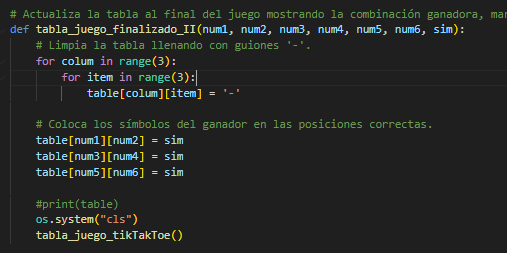 # Actualiza la tabla al final del juego mostrando la combinación ganadora,
def tabla_juego_finalizado_II(num1, num2, num3, num4, num5, num6, sim):
    # Limpia la tabla llenando con guiones '-'.
    for colum in range(3):
        for item in range(3):
            table[colum][item] = '-'

    # Coloca los símbolos del ganador en las posiciones correctas.
    table[num1][num2] = sim
    table[num3][num4] = sim
    table[num5][num6] = sim

    #print(table)
    os.system("cls")
    tabla_juego_tikTakToe()